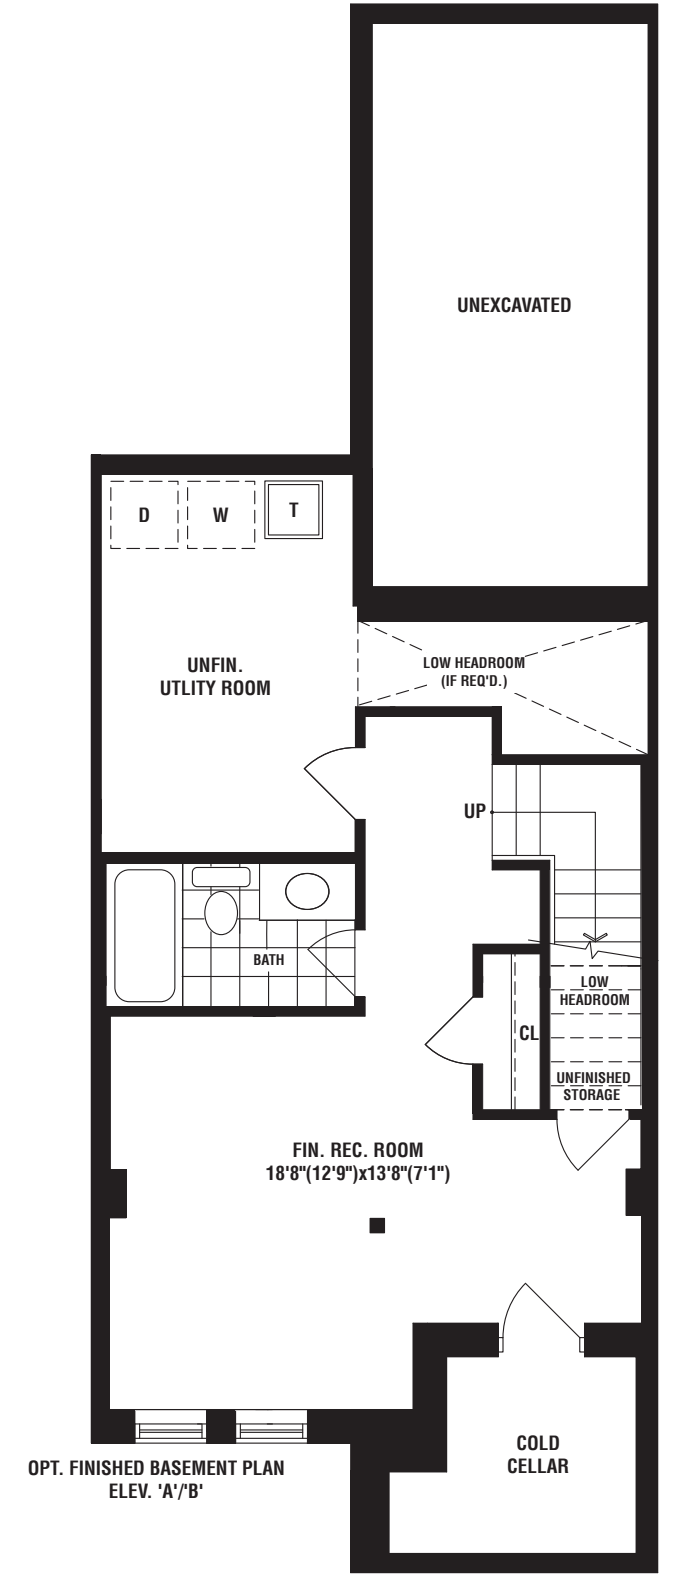 UNEXCAVATED
D
W
T
UNFIN.
UTLITY ROOM
LOW HEADROOM
(IF REQ'D.)
UP
BATH
LOW
HEADROOM
CL
UNFINISHED
STORAGE
FIN. REC. ROOM
18'8"(12'9")x13'8"(7'1")
COLD
CELLAR
OPT. FINISHED BASEMENT PLAN
ELEV. 'A'/'B'